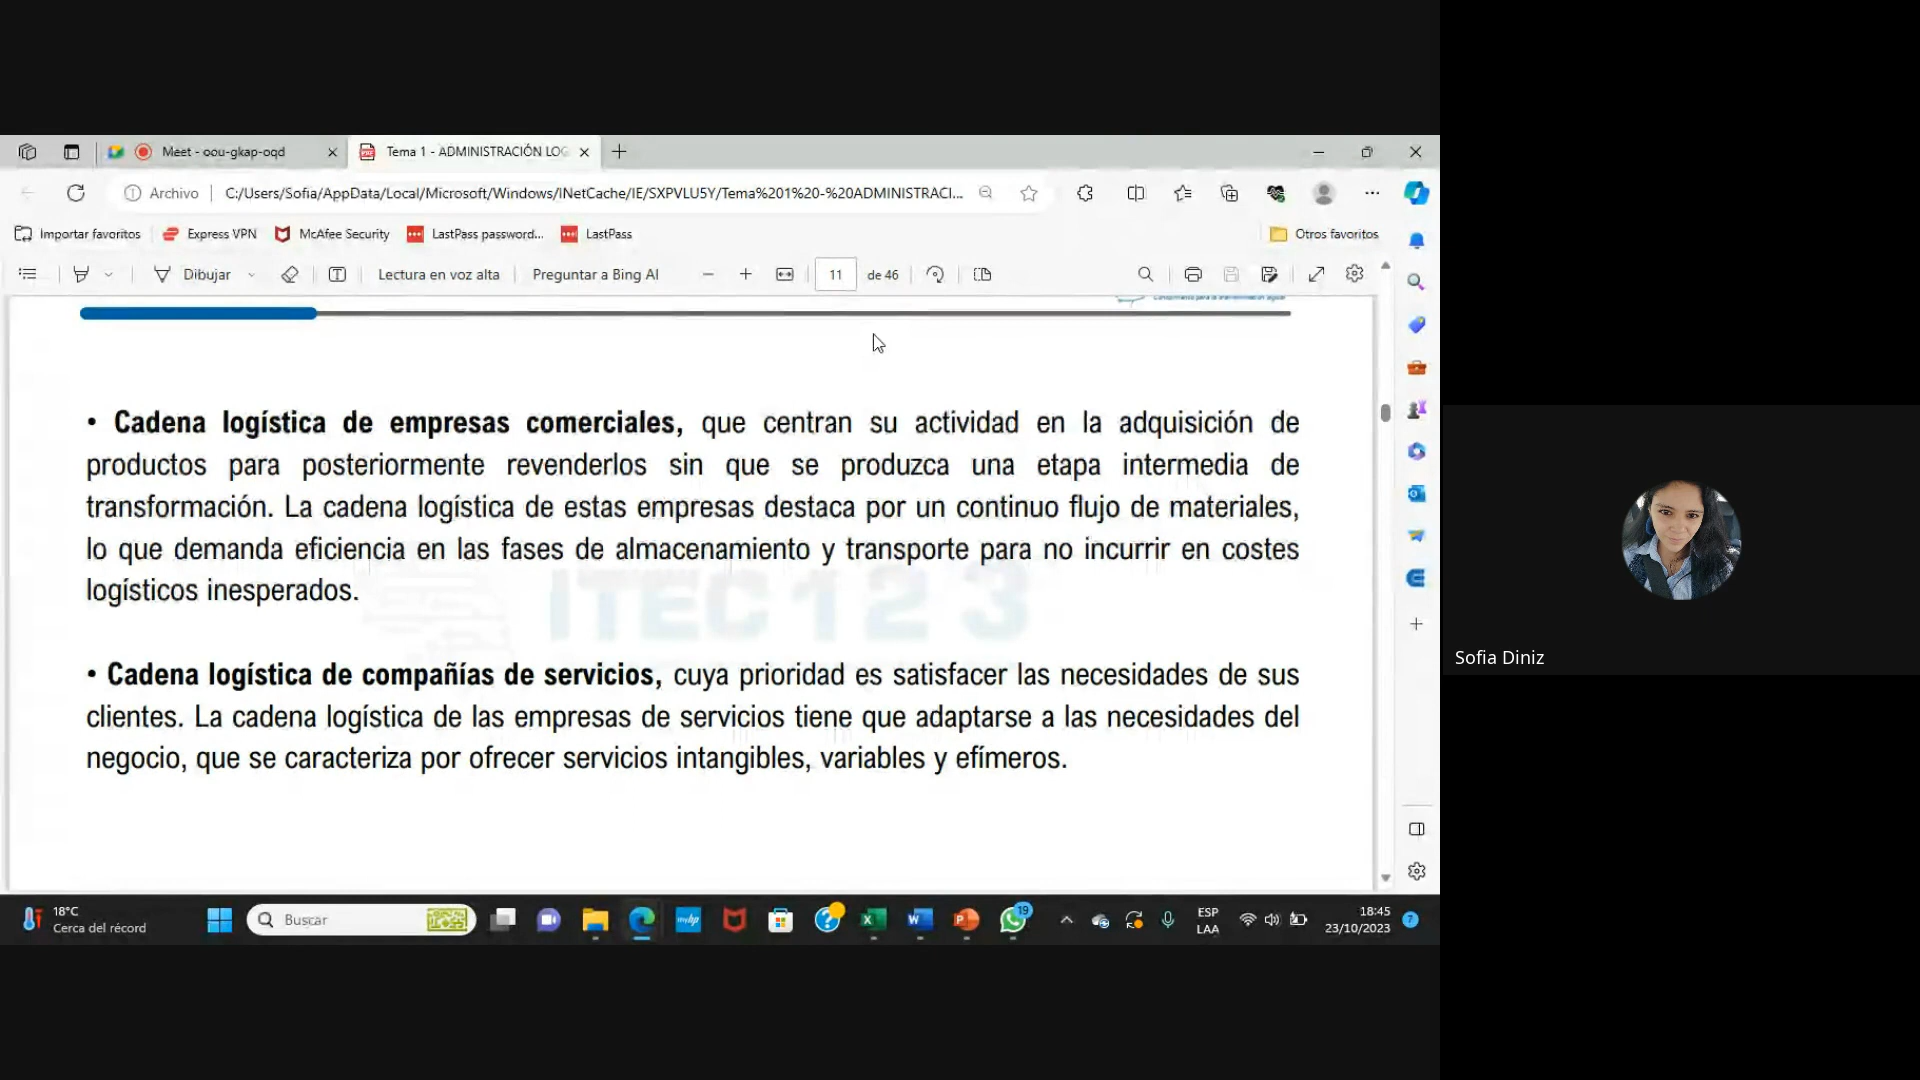 Meet - oou-gkap-oqd
Tema 1 - ADMINISTRACIÓN LOG
Archivo
C:/Users/Sofia/AppData/Local/Microsoft/Windows/INetCache/IE/SXPVLU5Y/Tema%201%20-%20ADMINISTRACI...
Importar favoritos
Express VPN
McAfee Security
LastPass password...
LastPass
Otros favoritos
Dibujar
Lectura en voz alta
Preguntar a Bing AI
11 de 46
• Cadena logística de empresas comerciales, que centran su actividad en la adquisición de
productos para posteriormente revenderlos sin que se produzca una etapa intermedia de
transformación. La cadena logística de estas empresas destaca por un continuo flujo de materiales,
lo que demanda eficiencia en las fases de almacenamiento y transporte para no incurrir en costes
logísticos inesperados.
ITEC 1 2 3
• Cadena logística de compañías de servicios, cuya prioridad es satisfacer las necesidades de sus
clientes. La cadena logística de las empresas de servicios tiene que adaptarse a las necesidades del
negocio, que se caracteriza por ofrecer servicios intangibles, variables y efímeros.
Sofia Diniz
18°C
Cerca del récord
Buscar
19
ESP
LAA
18:45
23/10/2023
7